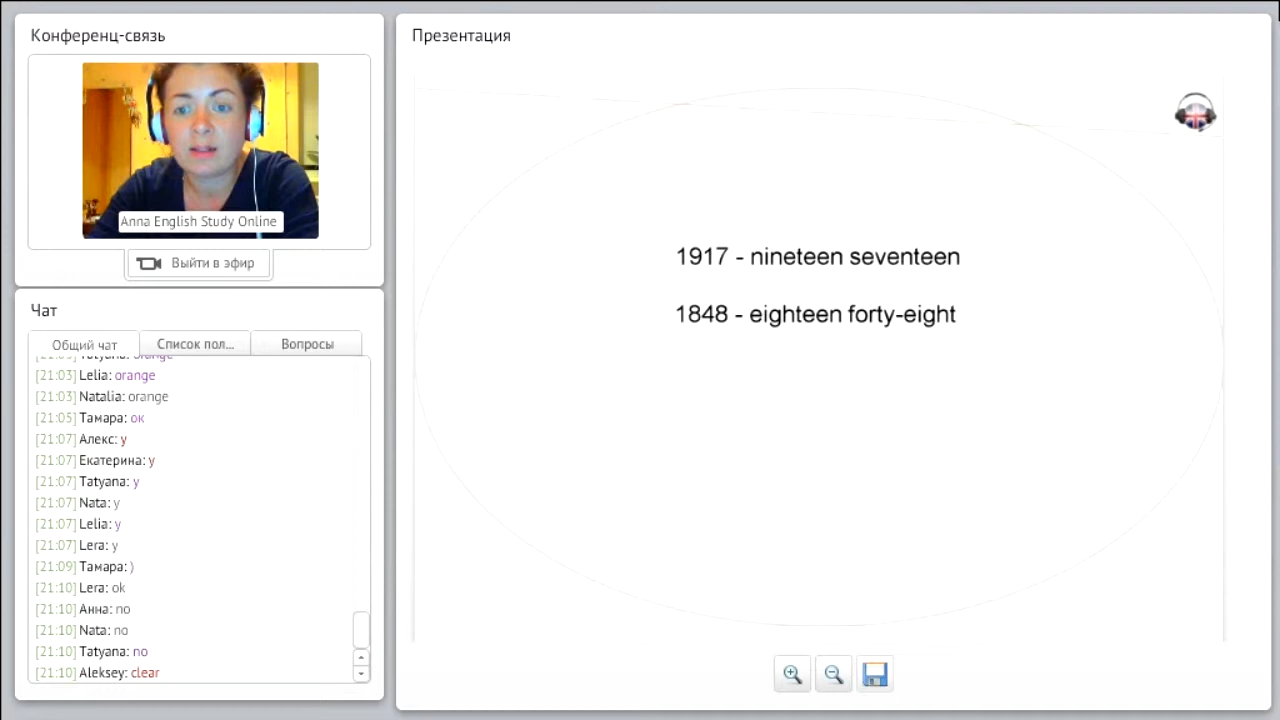 Конференц-связь
Anna English Study Online
Выйти в эфир
Чат
Общий чат
Список пол...
Вопросы
[21:03] Lelia: orange
[21:03] Natalia: orange
[21:05] Тамара: ок
[21:07] Алекс: y
[21:07] Екатерина: y
[21:07] Tatyana: y
[21:07] Nata: y
[21:07] Lelia: y
[21:07] Lera: y
[21:09] Тамара: )
[21:10] Lera: ok
[21:10] Анна: no
[21:10] Nata: no
[21:10] Tatyana: no
[21:10] Aleksey: clear
Презентация
1917 - nineteen seventeen
1848 - eighteen forty-eight